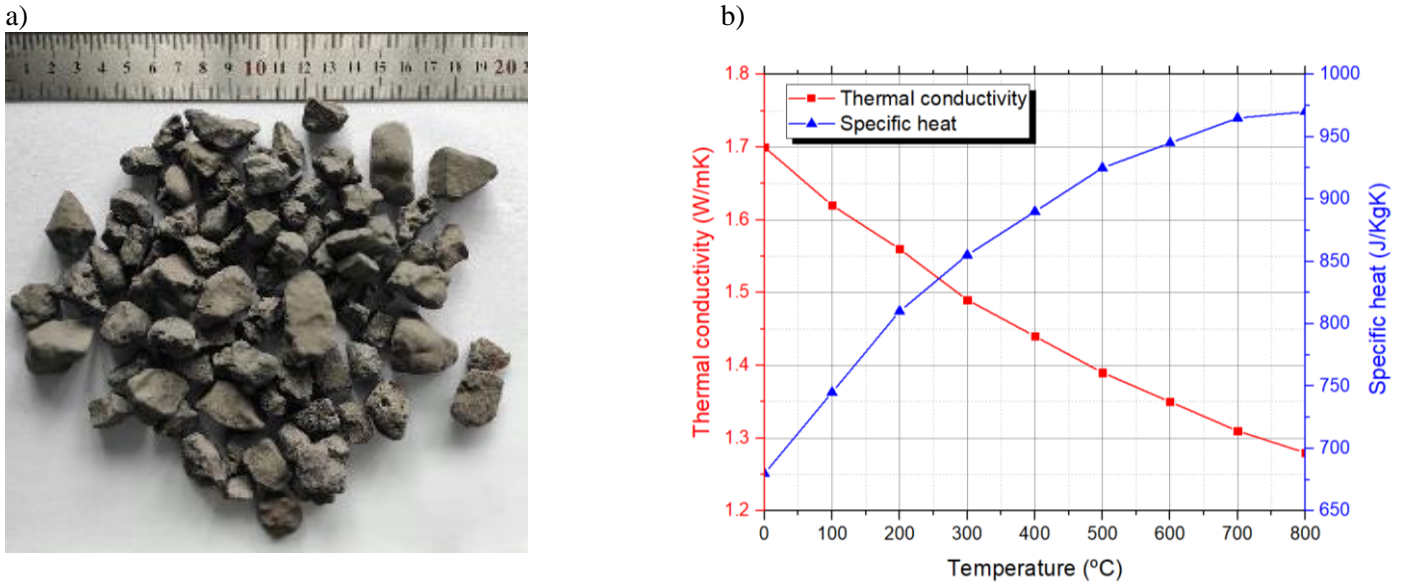 a)
b)
1 2 3 4 5 6 7 8 9 10 11 12 13 14 15 16 17 18 19 20
Thermal conductivity
Specific heat
Thermal conductivity (W/mK)
1.8
1.7
1.6
1.5
1.4
1.3
1.2
1000
950
900
850
800
750
700
650
Specific heat (J/KgK)
0 100 200 300 400 500 600 700 800
Temperature (ºC)